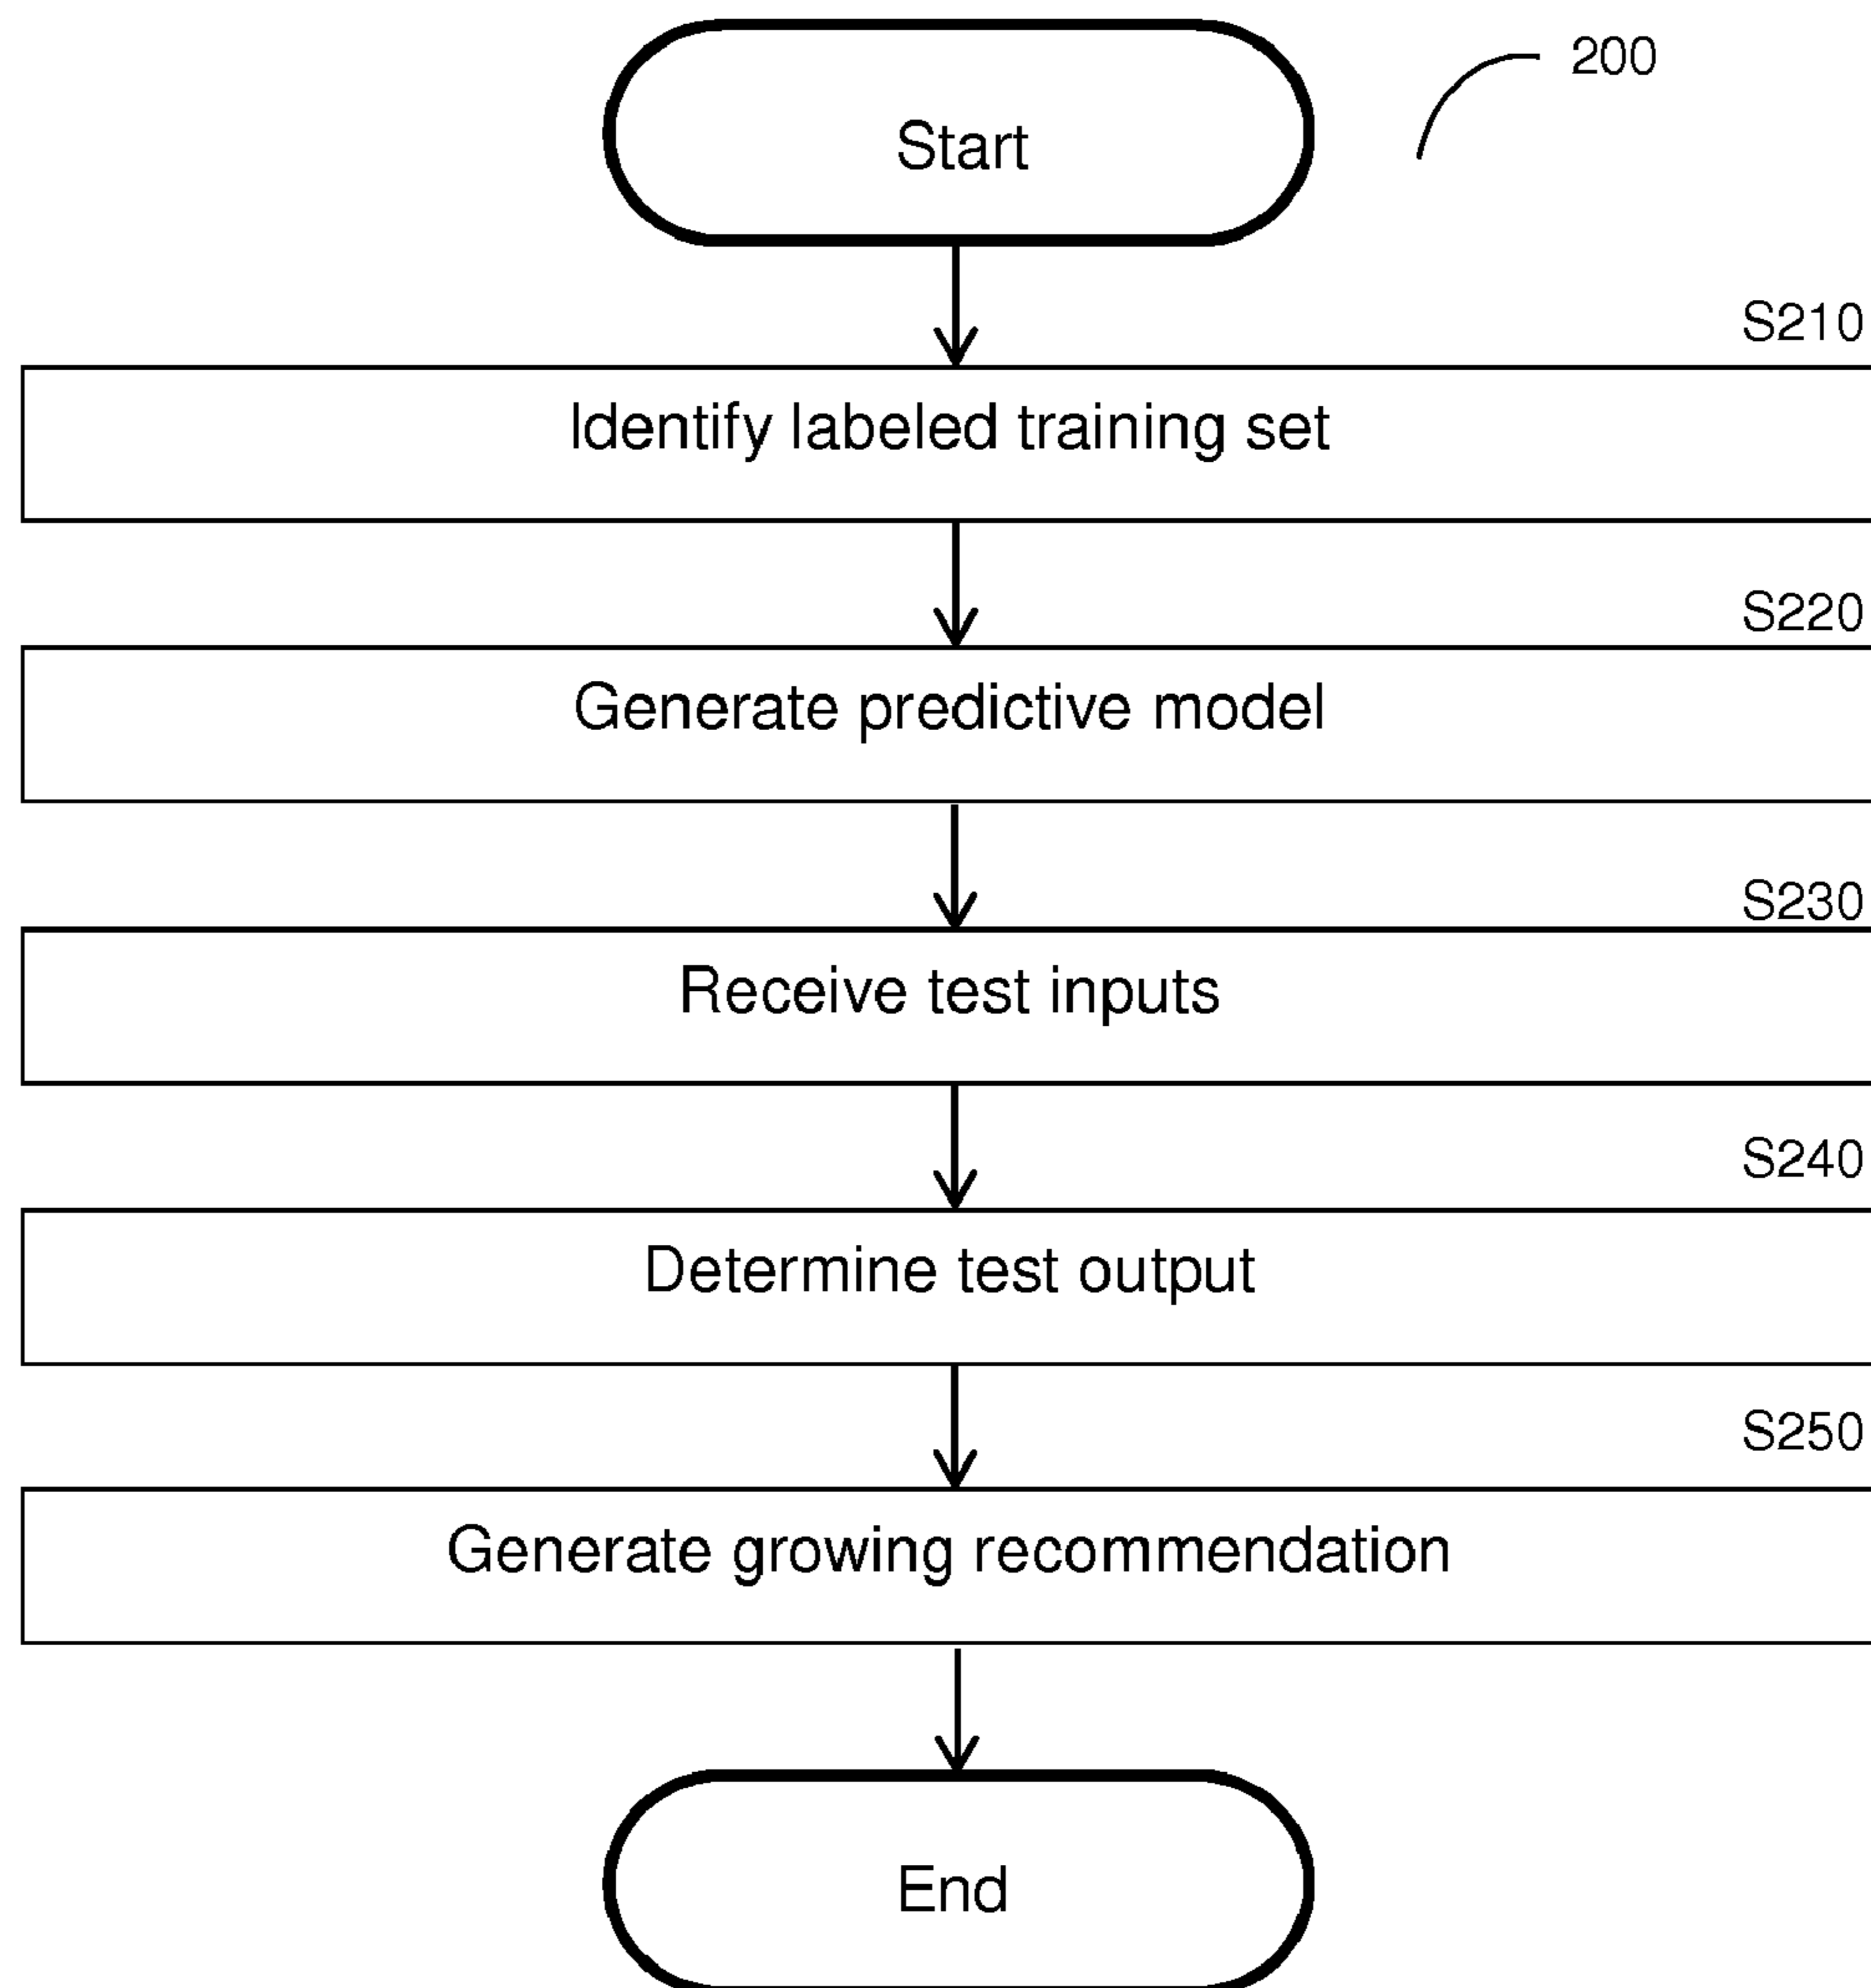 Start
200
S210
Identify labeled training set
S220
Generate predictive model
S230
Receive test inputs
S240
Determine test output
S250
Generate growing recommendation
End